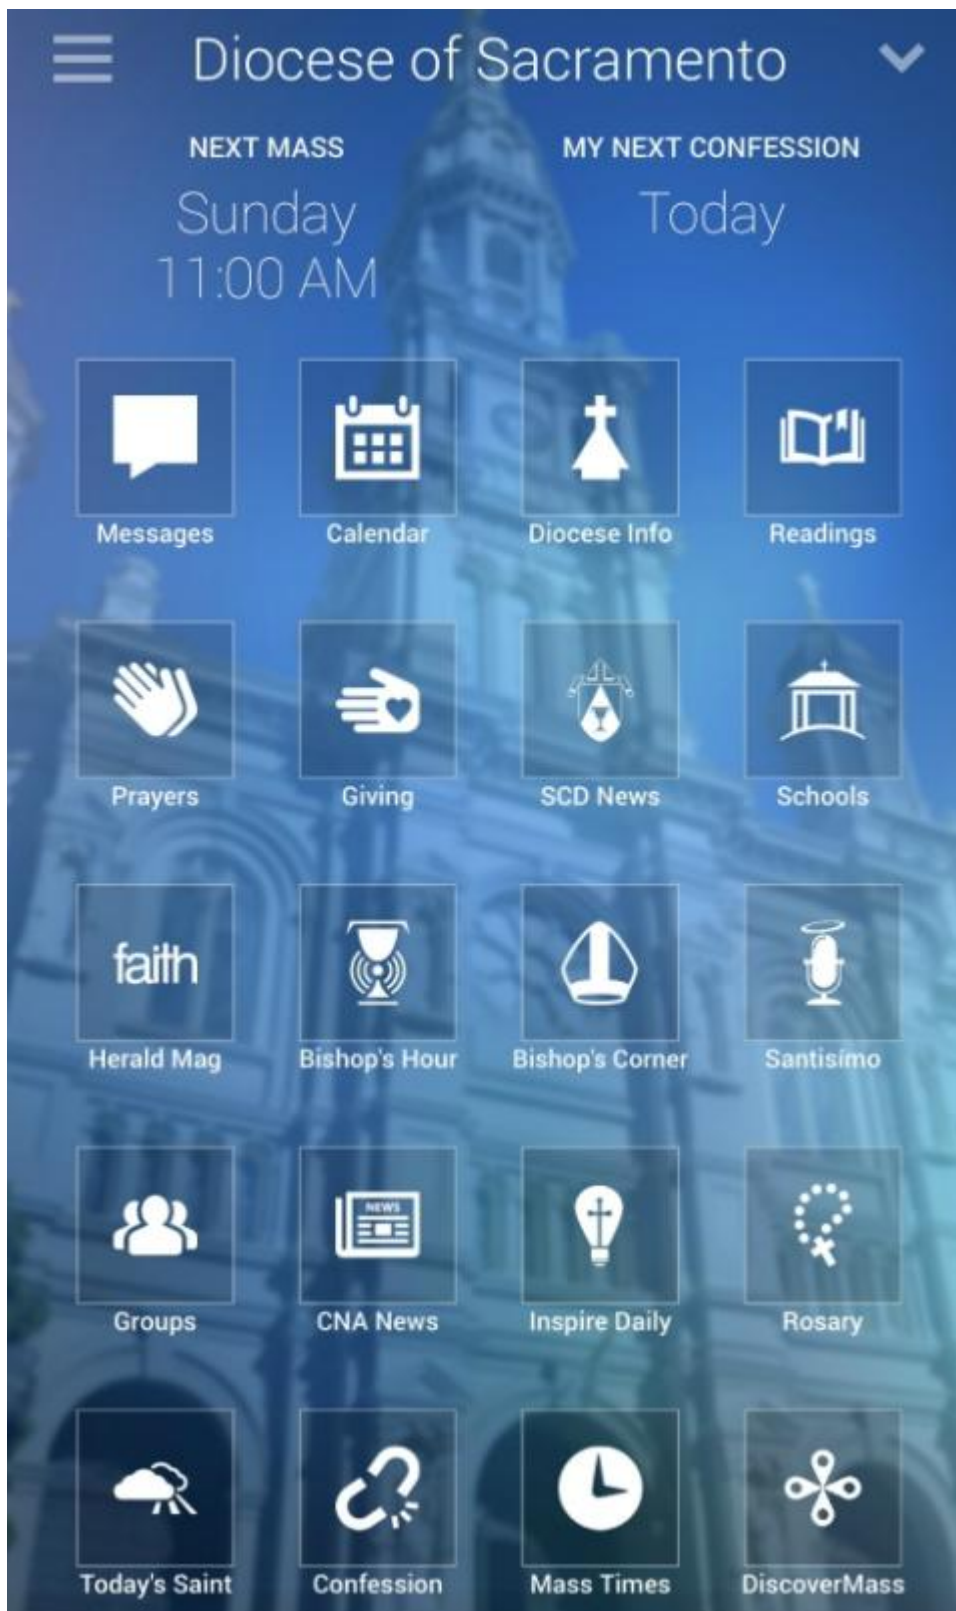 Diocese of Sacramento
NEXT MASS
Sunday
11:00 AM
MY NEXT CONFESSION
Today
Messages
Calendar
Diocese Info
Readings
Prayers
Giving
SCD News
Schools
faith
Herald Mag
Bishop's Hour
Bishop's Corner
Santisímo
Groups
NEWS
CNA News
Inspire Daily
Rosary
Today's Saint
Confession
Mass Times
DiscoverMass